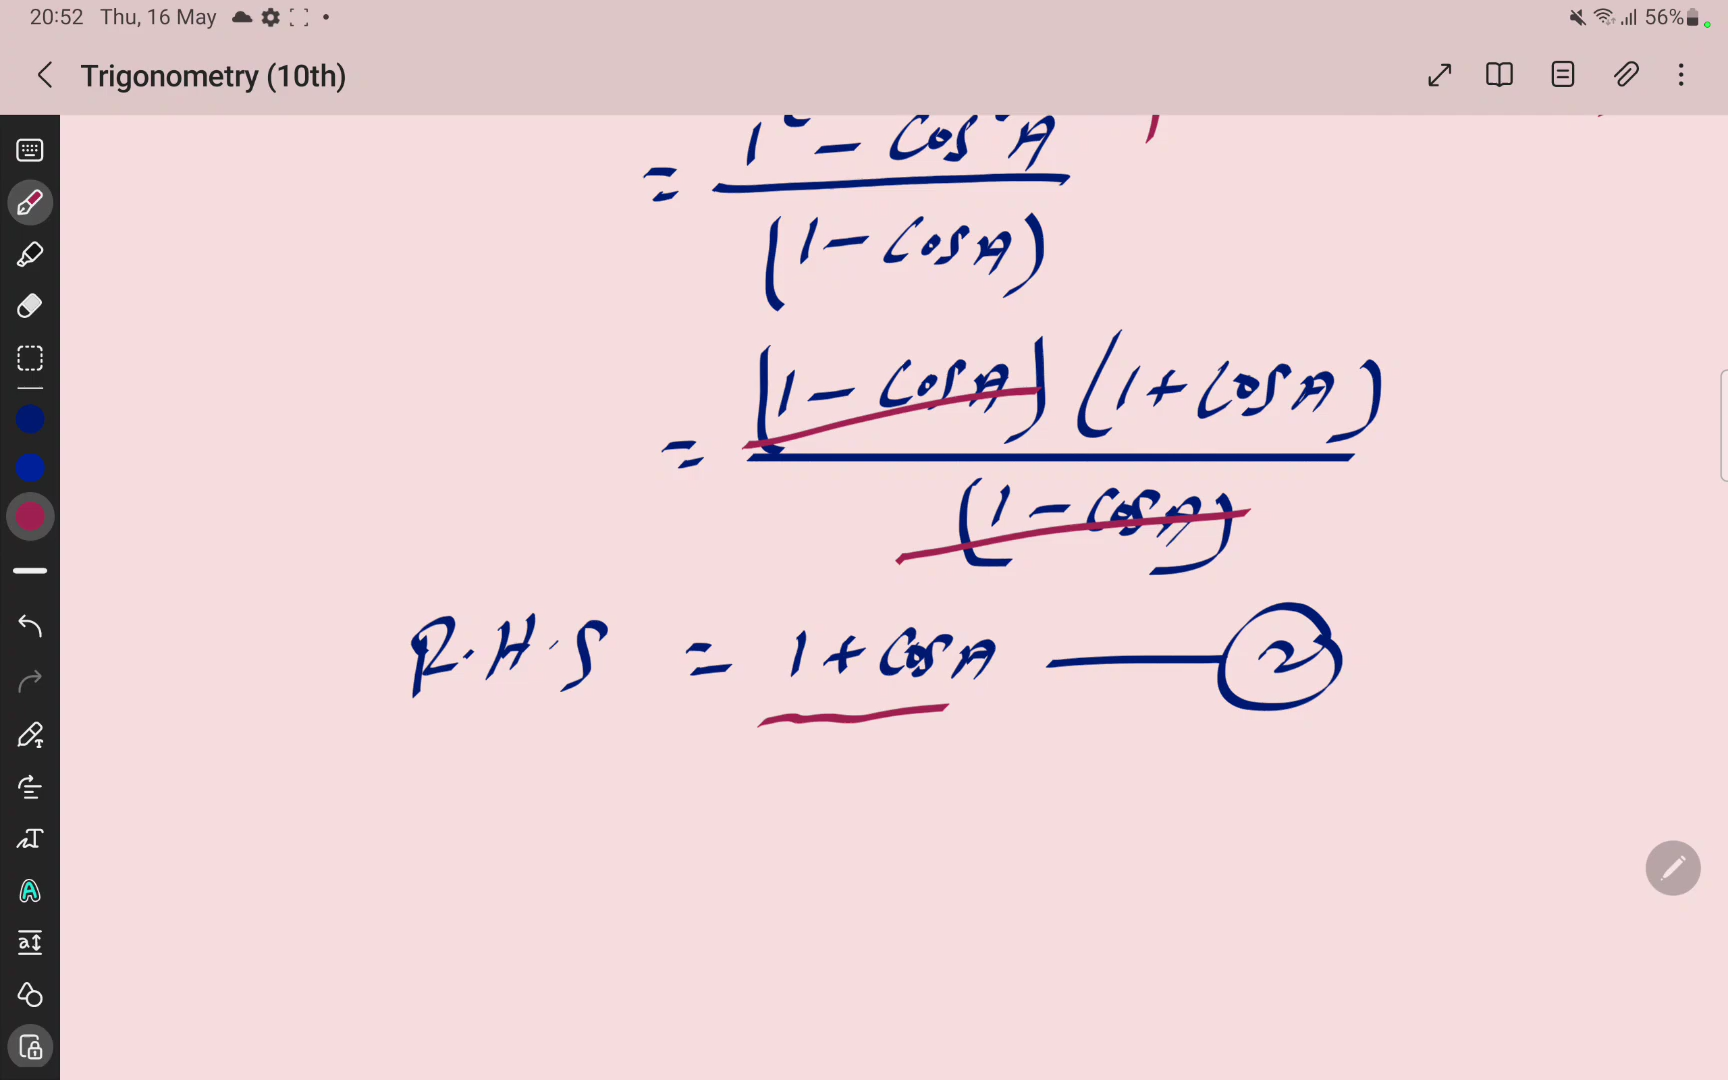 20:52 Thu, 16 May 56%
Trigonometry (10th)
= 1² - Cos²A
(1 - CosA)
= (1 - CosA) (1 + CosA)
(1 - CosA)
R.H.S = 1 + CosA — 2